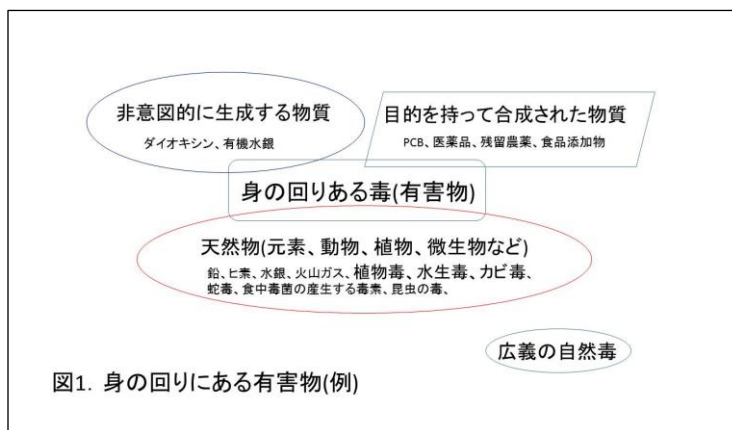 非意図的に生成する物質
ダイオキシン、有機水銀
目的を持って合成された物質
PCB、医薬品、残留農薬、食品添加物
身の回りある毒(有害物)
天然物(元素、動物、植物、微生物など)
鉛、ヒ素、水銀、火山ガス、植物毒、水生毒、カビ毒、
蛇毒、食中毒菌の産生する毒素、昆虫の毒、
広義の自然毒
図1. 身の回りにある有害物(例)